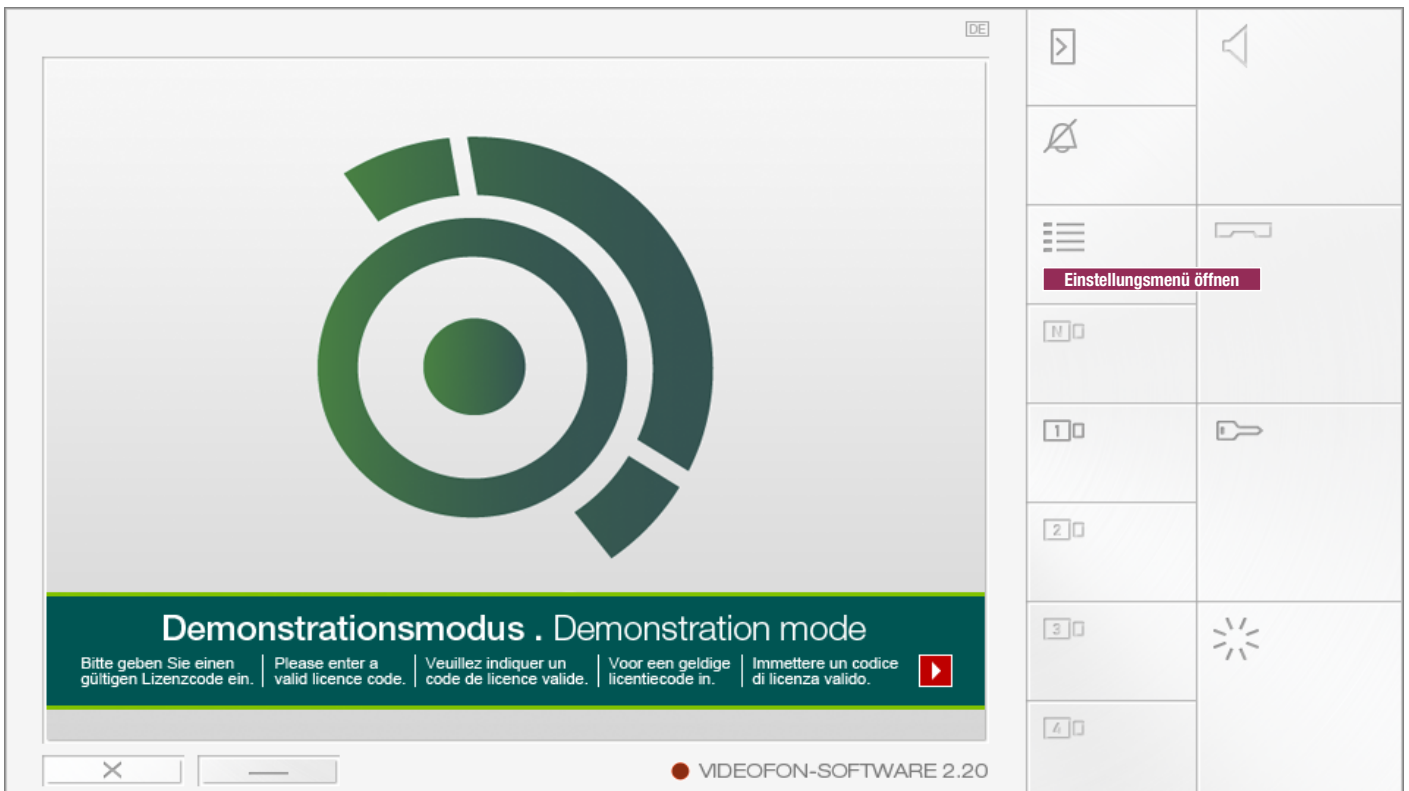 DE
Einstellungsmenü öffnen
N
1
2
3
4
Demonstrationsmodus . Demonstration mode
Bitte geben Sie einen
gültigen Lizenzcode ein.
Please enter a
valid licence code.
Veuillez indiquer un
code de licence valide.
Voor een geldige
licentiecode in.
Immettere un codice
di licenza valido.
VIDEOFON-SOFTWARE 2.20